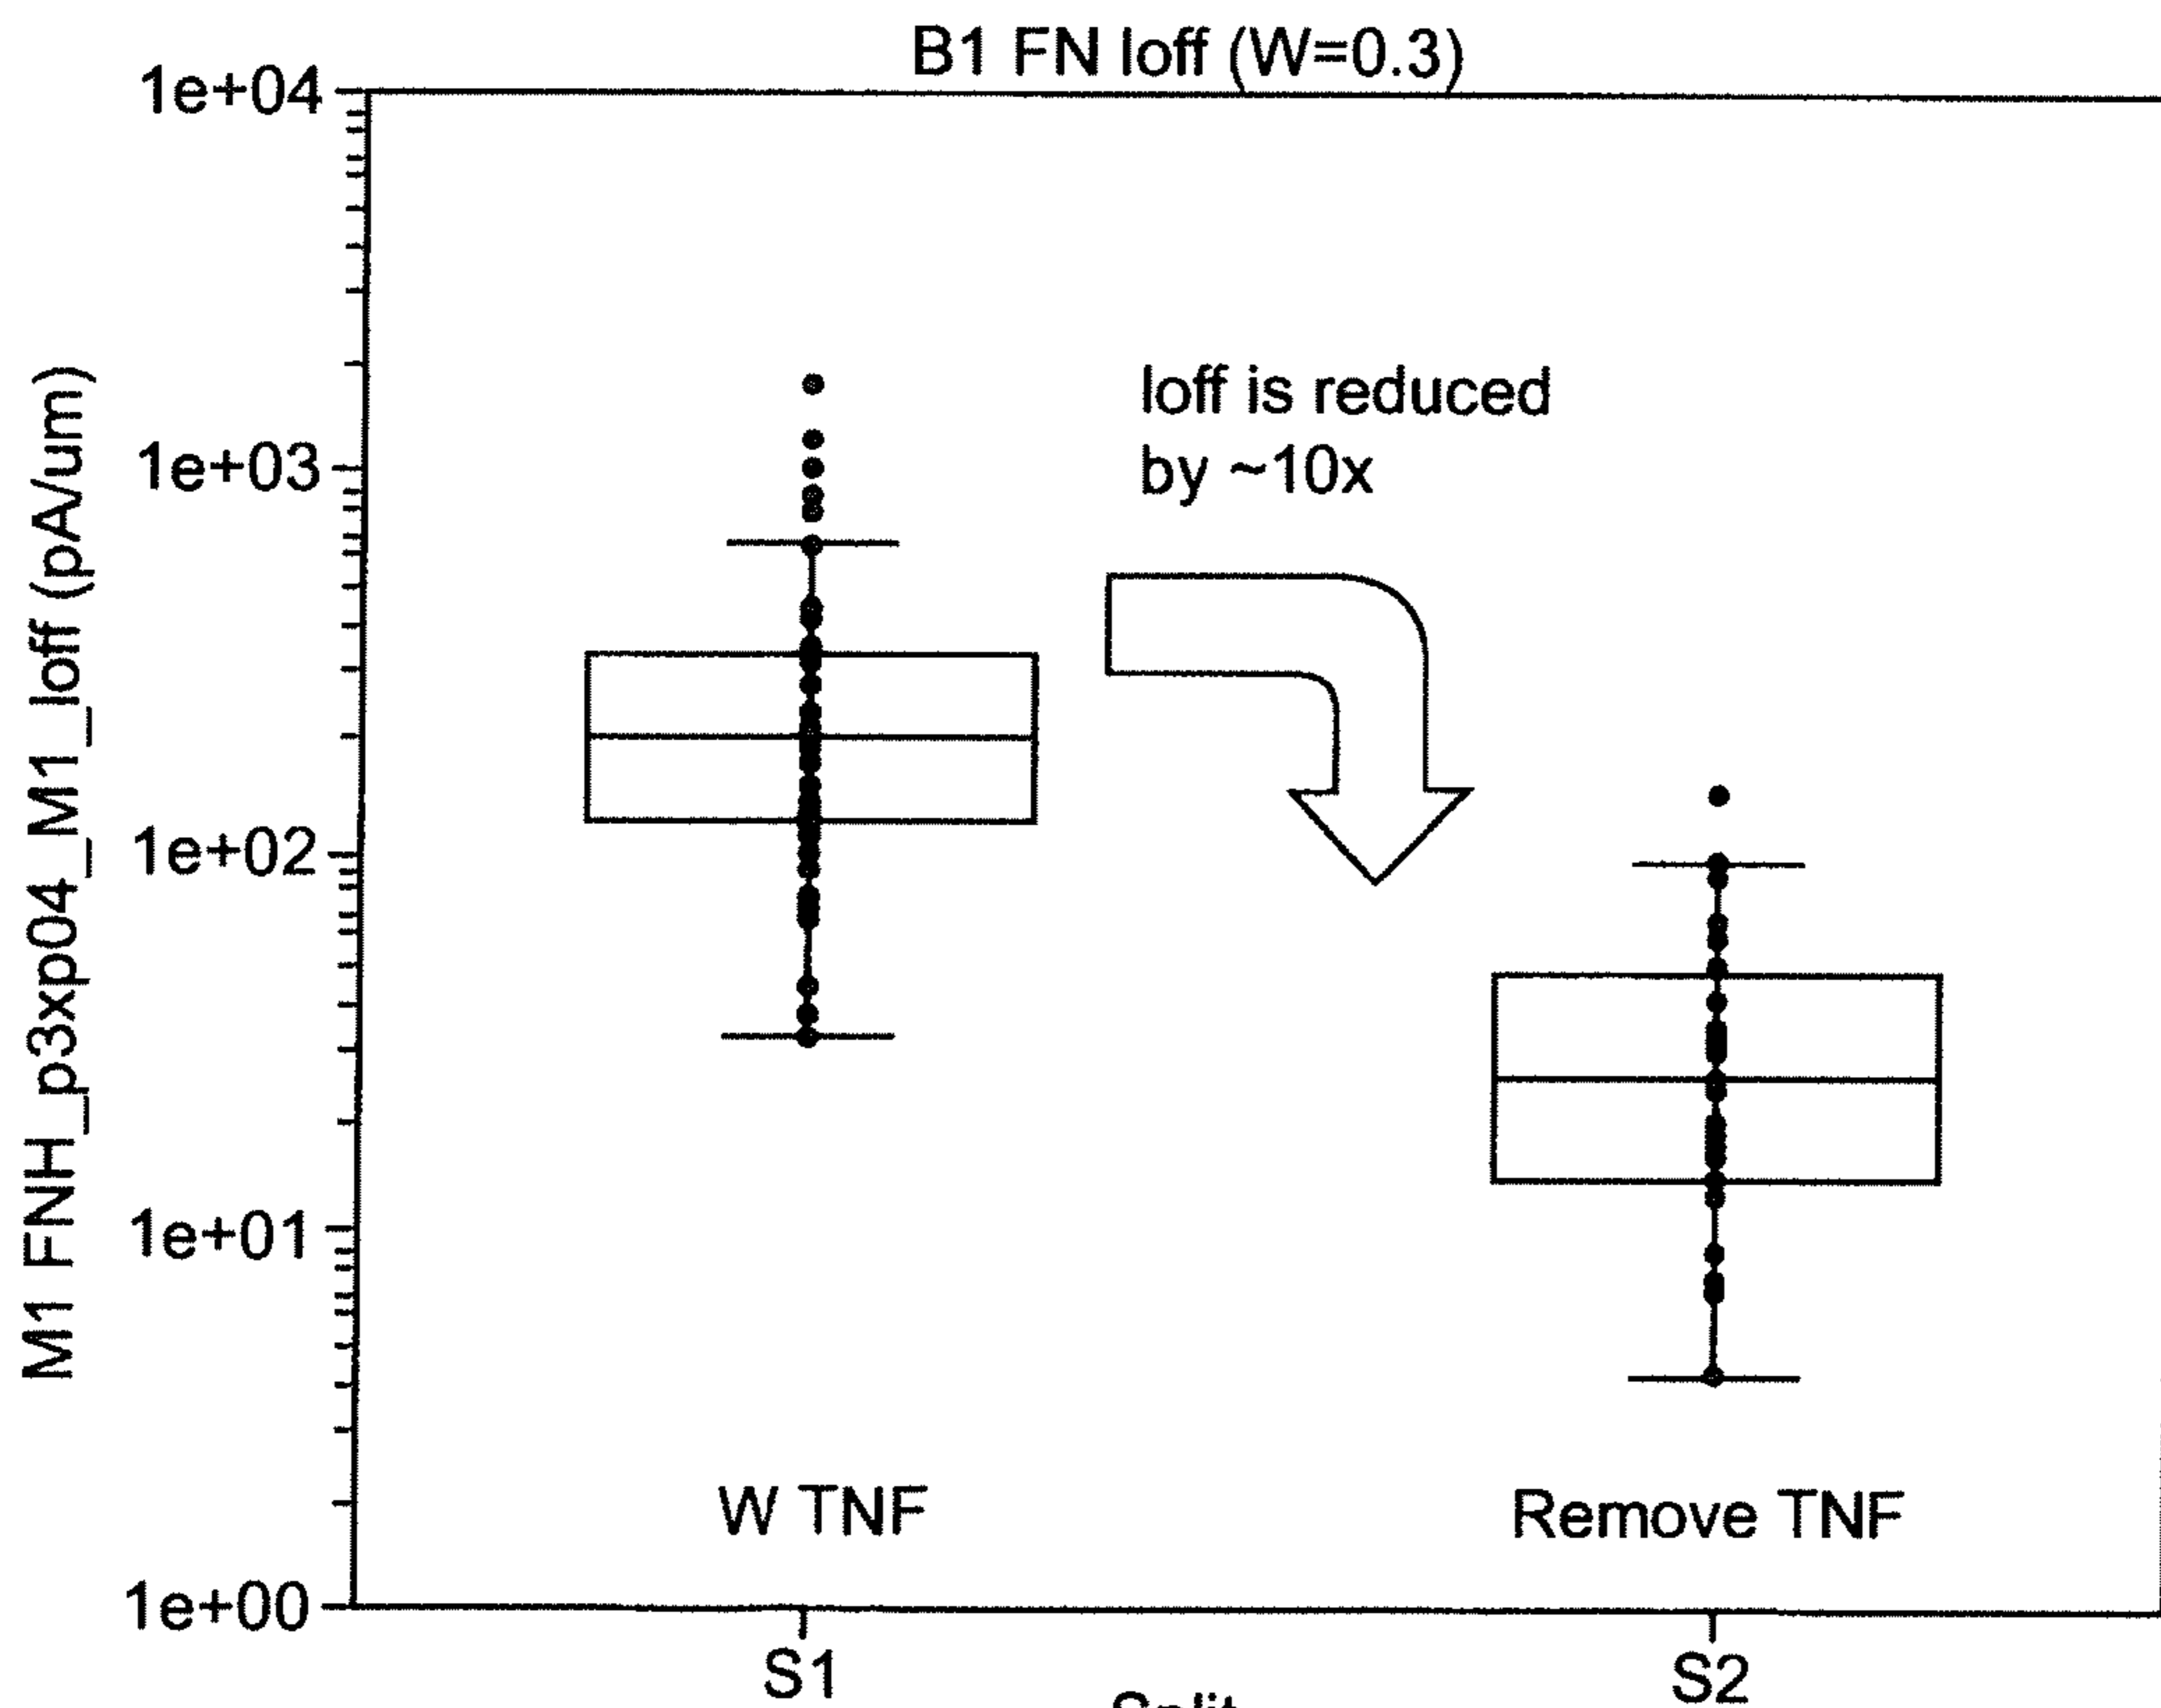 B1 FN Ioff (W=0.3)
1e+04
1e+03
1e+02
1e+01
1e+00
M1 FNH_p3xp04_M1_Ioff (pA/um)
Ioff is reduced
by ~10x
W TNF
Remove TNF
S1
S2
Split